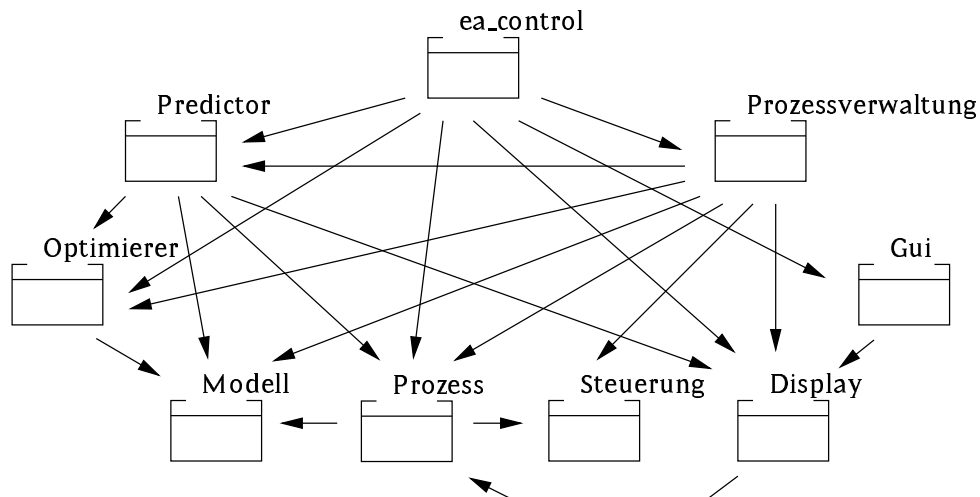 ea_control
Predictor
Prozessverwaltung
Optimierer
Gui
Modell
Prozess
Steuerung
Display